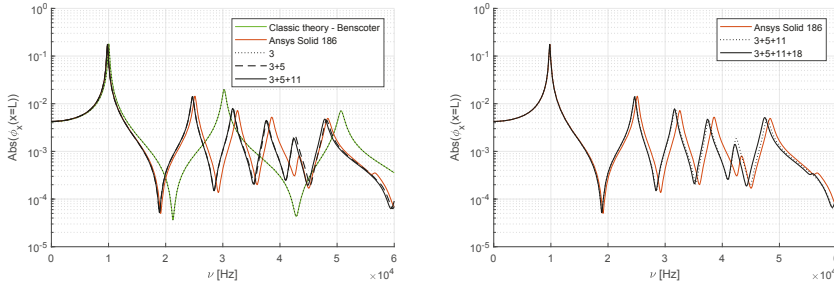 10^0
10^-1
10^-2
10^-3
10^-4
10^-5
Abs(ϕ_x(x=L))
0 1 2 3 4 5 6
ν [Hz]
×10^4
Classic theory - Benscoter
Ansys Solid 186
3
3+5
3+5+11
10^0
10^-1
10^-2
10^-3
10^-4
10^-5
Abs(ϕ_x(x=L))
0 1 2 3 4 5 6
ν [Hz]
×10^4
Ansys Solid 186
3+5+11
3+5+11+18